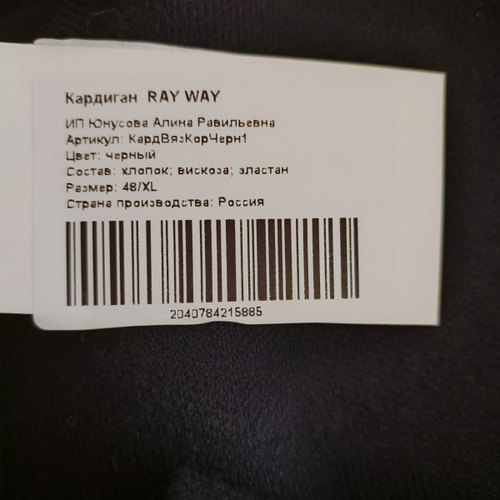 Кардиган RAY WAY
ИП Юнусова Алина Равильевна
Артикул: КардВязКорЧерн1
Цвет: черный
Состав: хлопок; вискоза; эластан
Размер: 48/XL
Страна производства: Россия
2040784215885